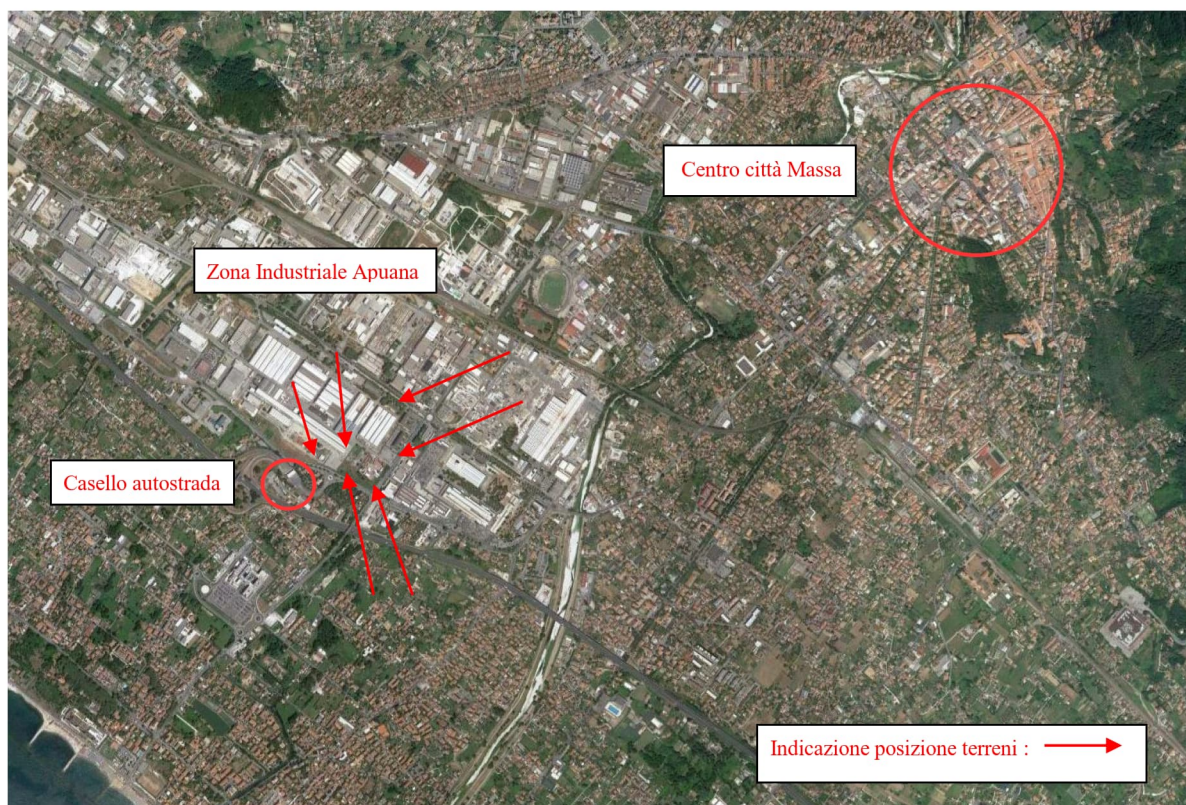 Centro città Massa
Zona Industriale Apuana
Casello autostrada
Indicazione posizione terreni :